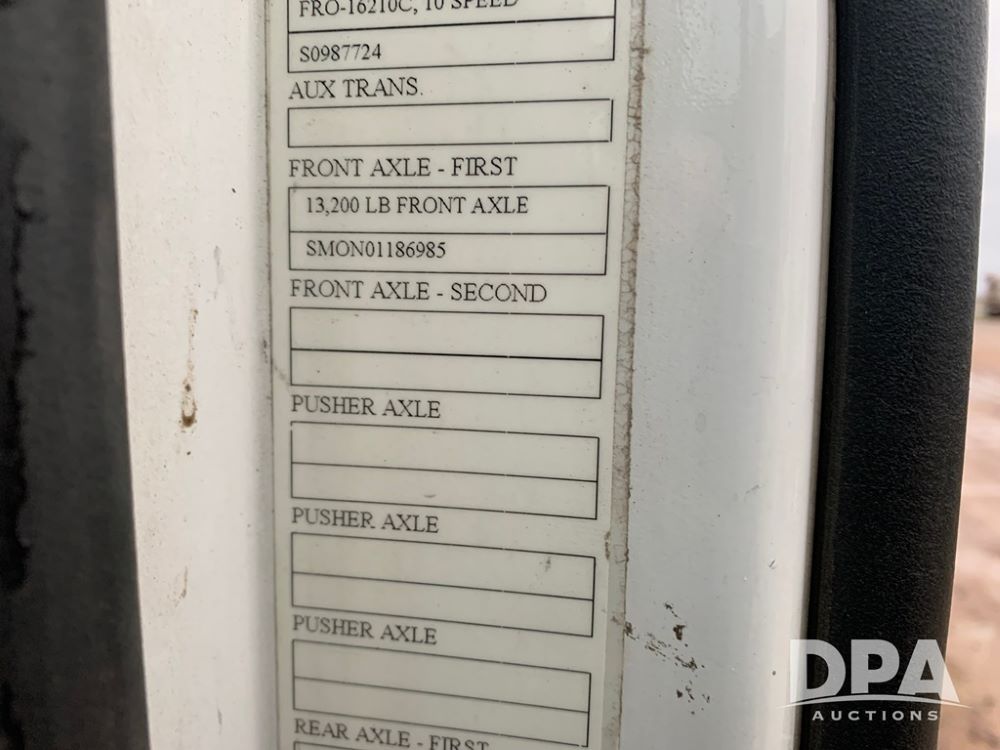 FRO-16210C, 10 SPEED
S0987724
AUX TRANS.
FRONT AXLE - FIRST
13,200 LB FRONT AXLE
SMON01186985
FRONT AXLE - SECOND
PUSHER AXLE
PUSHER AXLE
PUSHER AXLE
REAR AXLE - FIRST
DPA
AUCTIONS